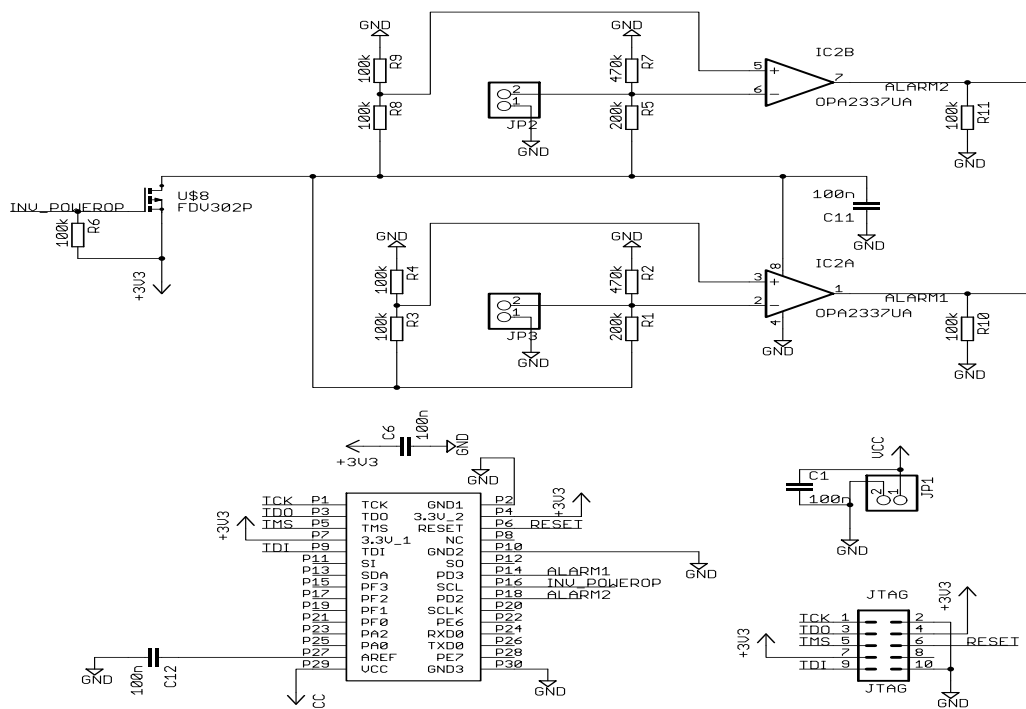 GND
GND
IC2B
100k
R9
470k
R7
5
7
ALARM2
6
OPA2337UA
2
1
JP2
100k
R8
200k
R5
100k
R11
GND
GND
U$8
FDV302P
INV_POWEROP
100k
R6
+3V3
100n
C11
GND
GND
GND
8
IC2A
100k
R4
470k
R2
3
1
ALARM1
2
OPA2337UA
2
1
JP3
100k
R3
200k
R1
4
100k
R10
GND
GND
GND
C6
100n
GND
+3V3
GND
VCC
C1
100n
2
1
JP1
GND
TCK P1 TCK GND1 P2
TDO P3 TDO 3.3V_2 P4 +3V3
TMS P5 TMS RESET P6 RESET
+3V3 P7 3.3V_1 NC P8
TDI P9 TDI GND2 P10
P11 SI SO P12
P13 SDA PD3 P14 ALARM1
P15 PF3 SCL P16 INV_POWEROP
P17 PF2 PD2 P18 ALARM2
P19 PF1 SCLK P20
P21 PF0 PE6 P22
P23 PA2 RXD0 P24
P25 PA0 TXD0 P26
P27 AREF PE7 P28
P29 VCC GND3 P30
GND
GND
100n
C12
GND
CC
JTAG
+3V3
TCK 1 2
TDO 3 4
TMS 5 6 RESET
+3V3 7 8
TDI 9 10
JTAG
GND